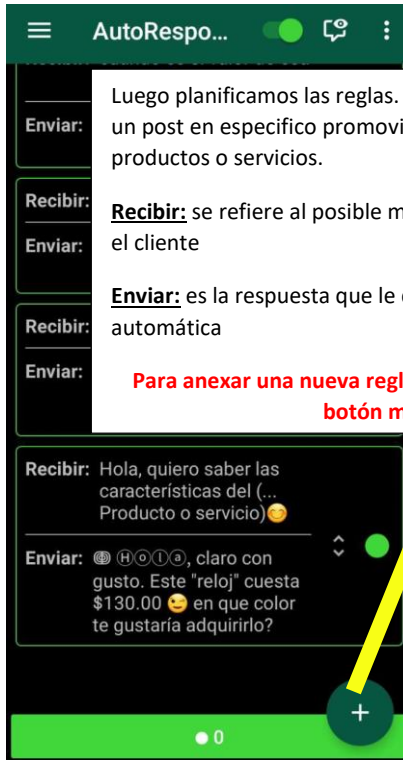 AutoRespo...
Luego planificamos las reglas.
Enviar: un post en especifico
productos o servicios.
Recibir:
Recibir: se refiere al posible
Enviar: el cliente
Enviar: es la respuesta que le
Recibir: automática
Enviar:
Para anexar una nueva
botón
Recibir: Hola, quiero saber las
características del (...
Producto o servicio)😊
Enviar: Ⓗⓞⓛⓐ, claro con
gusto. Este "reloj" cuesta
$130.00 😉 en que color
te gustaría adquirirlo?
+
0